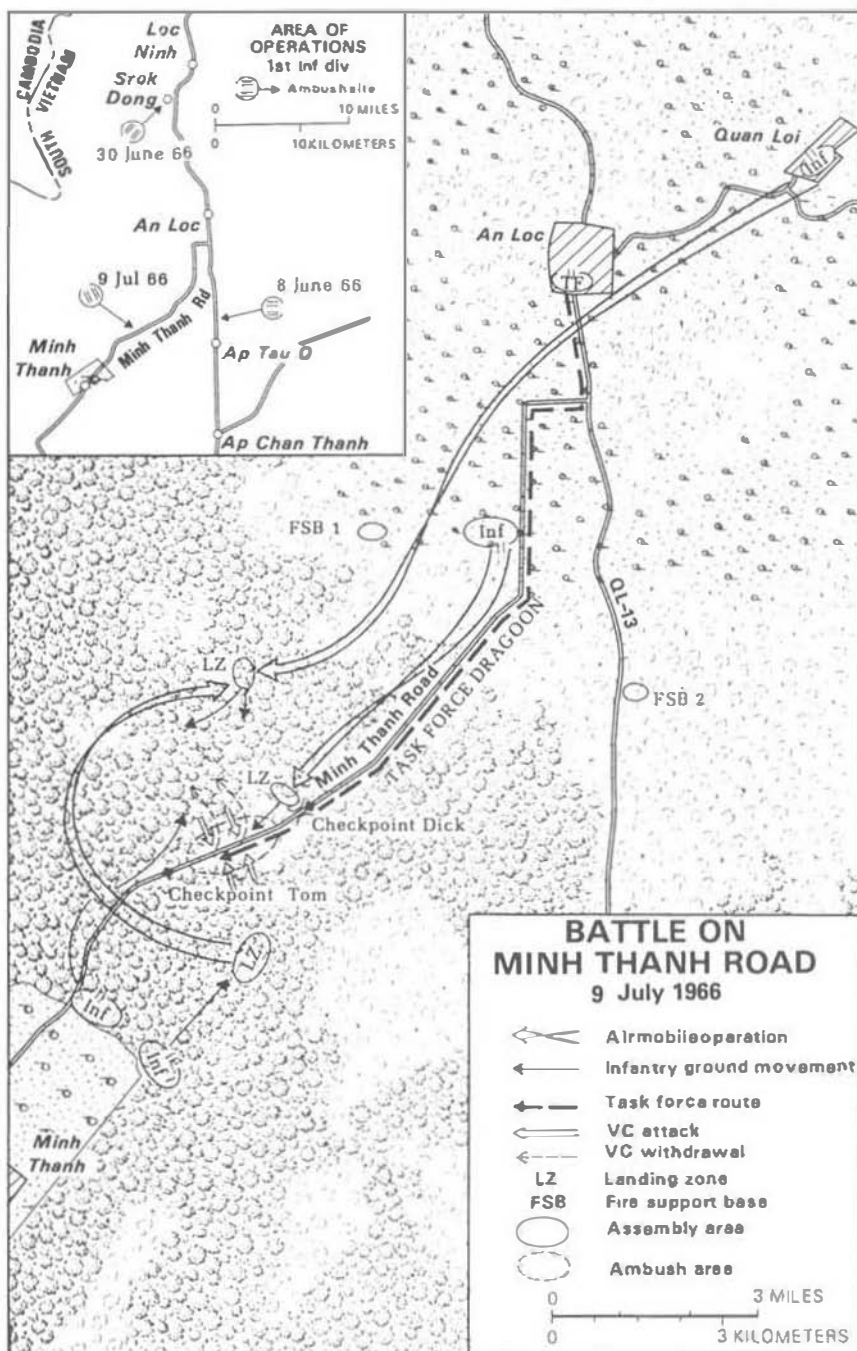 CAMBODIA
SOUTH VIETNAM
Loc
Ninh
Srok
Dong
30 June 66
AREA OF
OPERATIONS
1st Inf div
Ambushsite
0 10 MILES
0 10 KILOMETERS
An Loc
9 Jul 66
8 June 66
Minh Thanh Rd
Minh
Thanh
Ap Tau O
Ap Chan Thanh
Quan Loi
Inf
An Loc
TF
FSB 1
Inf
QL-13
LZ
Minh Thanh Road
TASK FORCE DRAGOON
FSB 2
LZ
Checkpoint Dick
Checkpoint Tom
LZ
Inf
Inf
Minh
Thanh
BATTLE ON
MINH THANH ROAD
9 July 1966
Airmobileoparation
Infantry ground movement
Task force route
VC attack
VC withdrawal
LZ Landing zone
FSB Fire support base
Assembly area
Ambush area
0 3 MILES
0 3 KILOMETERS